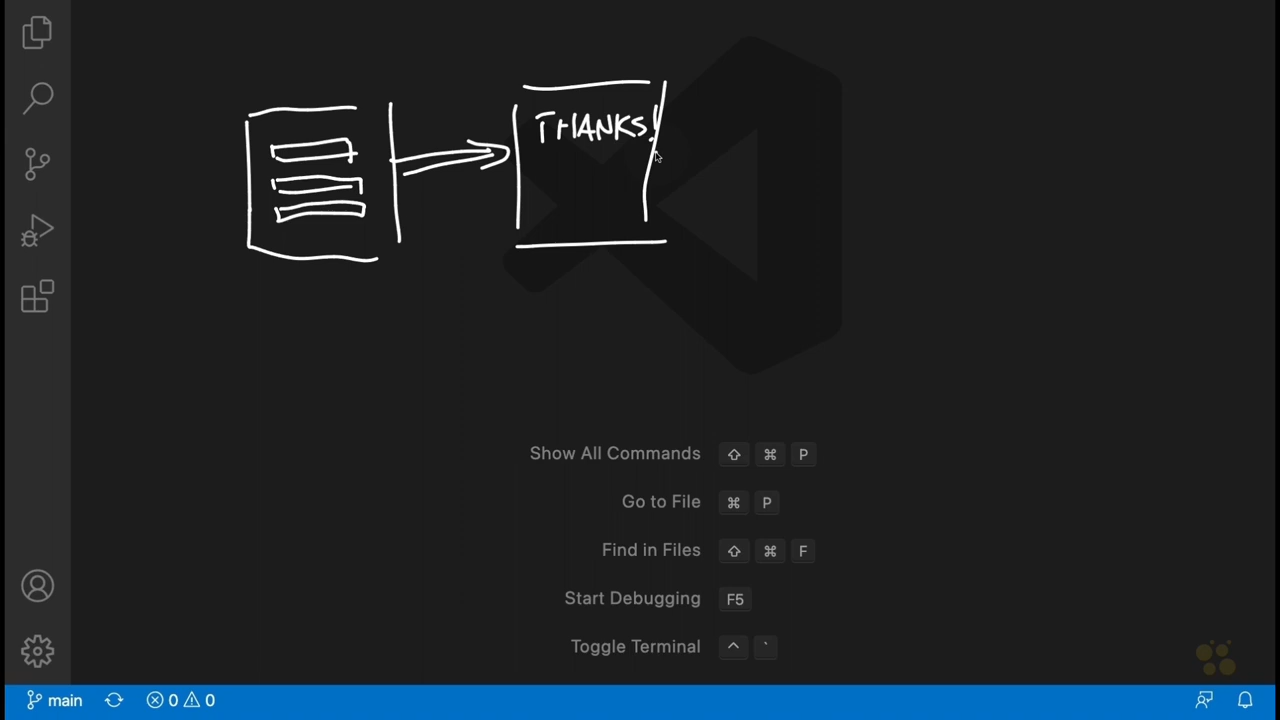 THANKS!
Show All Commands ⇧ ⌘ P
Go to File ⌘ P
Find in Files ⇧ ⌘ F
Start Debugging F5
Toggle Terminal ^ `
main 0 0